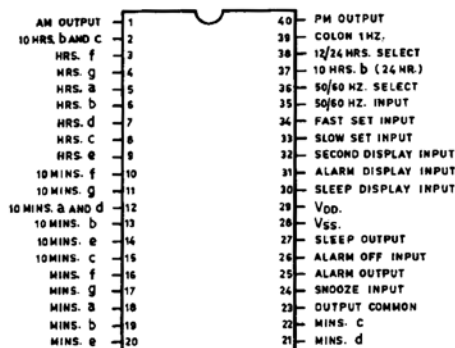 AM OUTPUT 1
10 HRS. b AND c 2
HRS. f 3
HRS. g 4
HRS. a 5
HRS. b 6
HRS. d 7
HRS. c 8
HRS. e 9
10 MINS. f 10
10 MINS. g 11
10 MINS. a AND d 12
10 MINS. b 13
10 MINS. e 14
10 MINS. c 15
MINS. f 16
MINS. g 17
MINS. a 18
MINS. b 19
MINS. e 20
40 PM OUTPUT
39 COLON 1HZ.
38 12/24 HRS. SELECT
37 10 HRS. b (24 HR.)
36 50/60 HZ. SELECT
35 50/60 HZ. INPUT
34 FAST SET INPUT
33 SLOW SET INPUT
32 SECOND DISPLAY INPUT
31 ALARM DISPLAY INPUT
30 SLEEP DISPLAY INPUT
29 VDD.
28 VSS.
27 SLEEP OUTPUT
26 ALARM OFF INPUT
25 ALARM OUTPUT
24 SNOOZE INPUT
23 OUTPUT COMMON
22 MINS. C
21 MINS. d